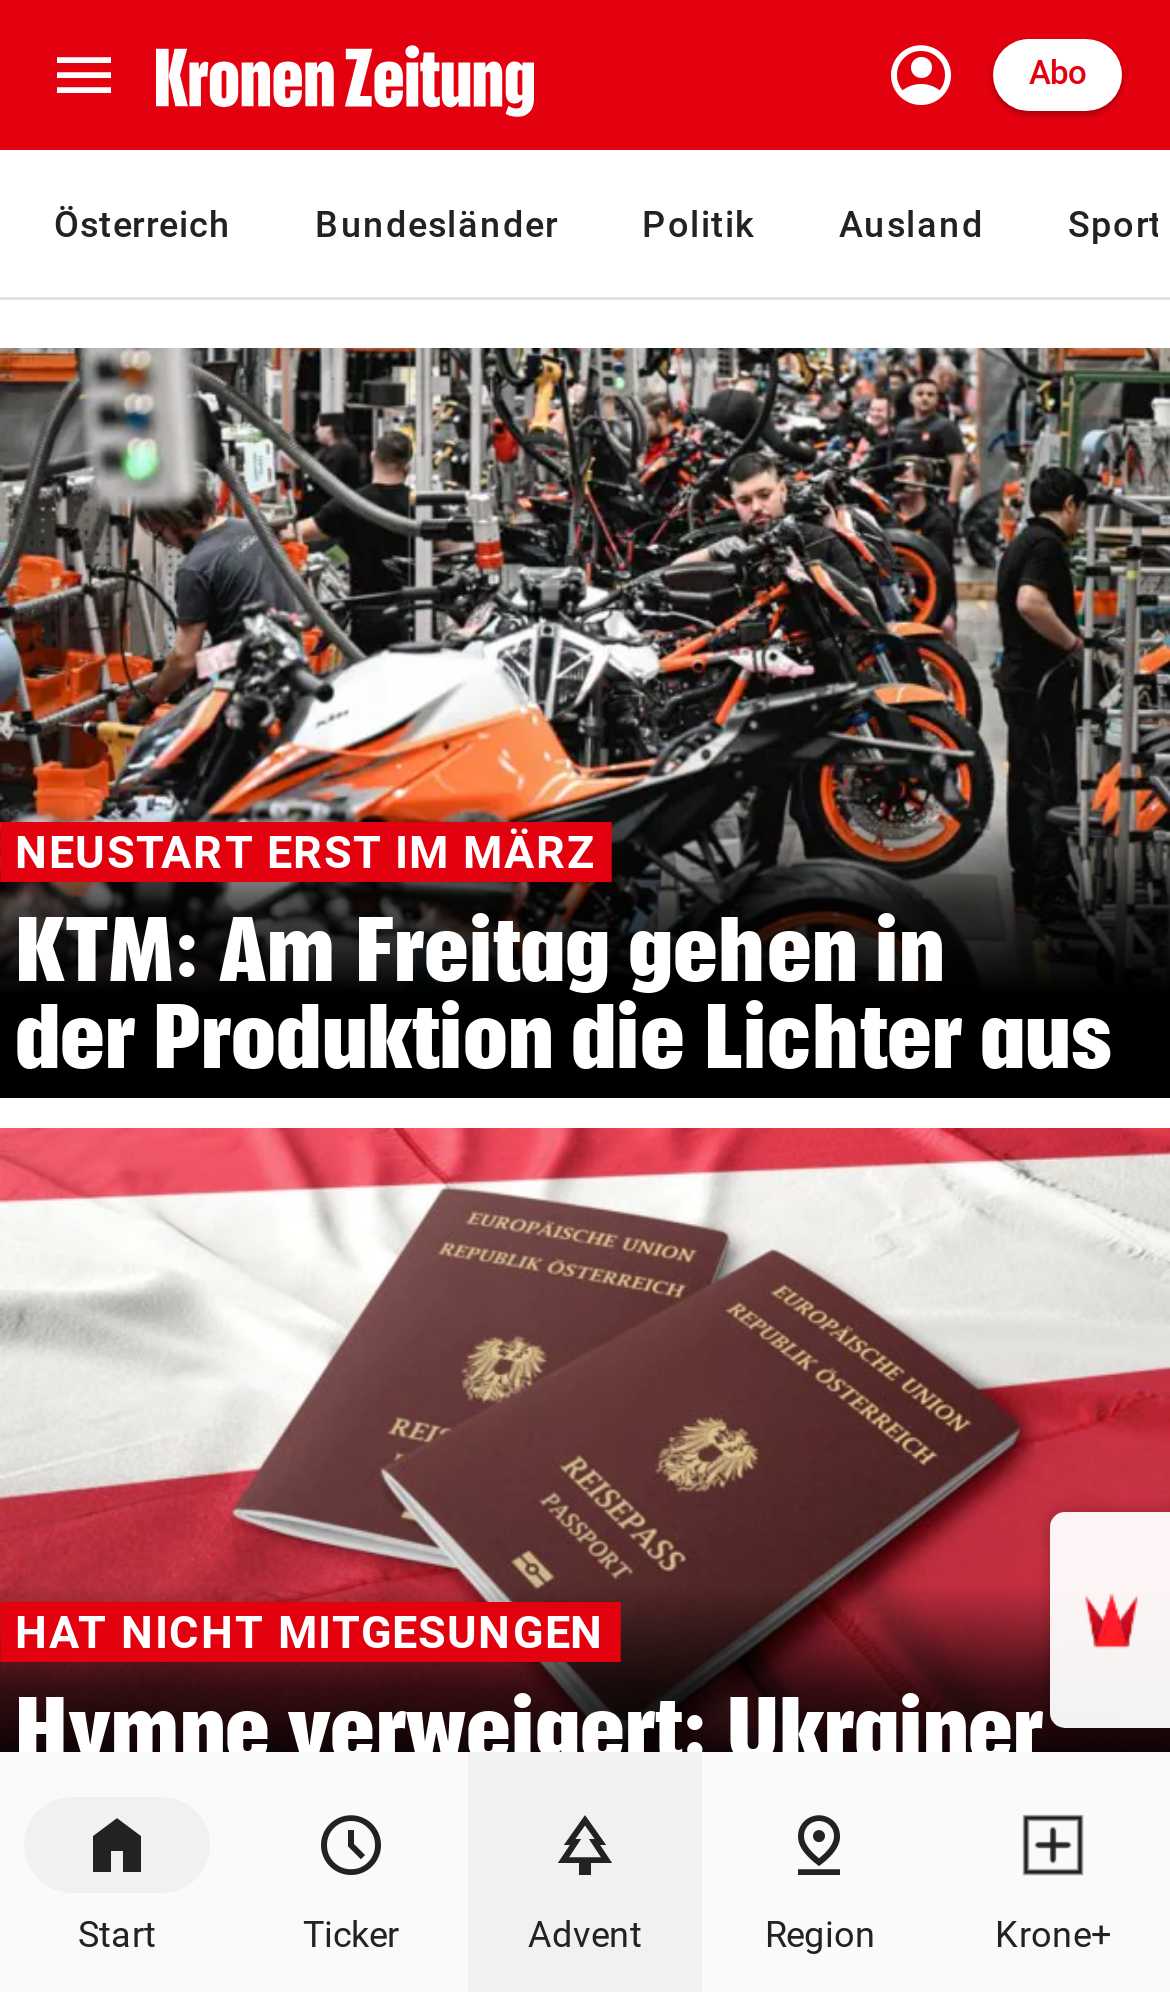 Kronen Zeitung
Abo
Österreich Bundesländer Politik Ausland Sport
KTM
NEUSTART ERST IM MÄRZ
KTM: Am Freitag gehen in
der Produktion die Lichter aus
EUROPÄISCHE UNION
REPUBLIK ÖSTERREICH
EUROPÄISCHE UNION
REPUBLIK ÖSTERREICH
REISEPASS
PASSPORT
HAT NICHT MITGESUNGEN
Hymne verweigert: Ukrainer
Start Ticker Advent Region Krone+